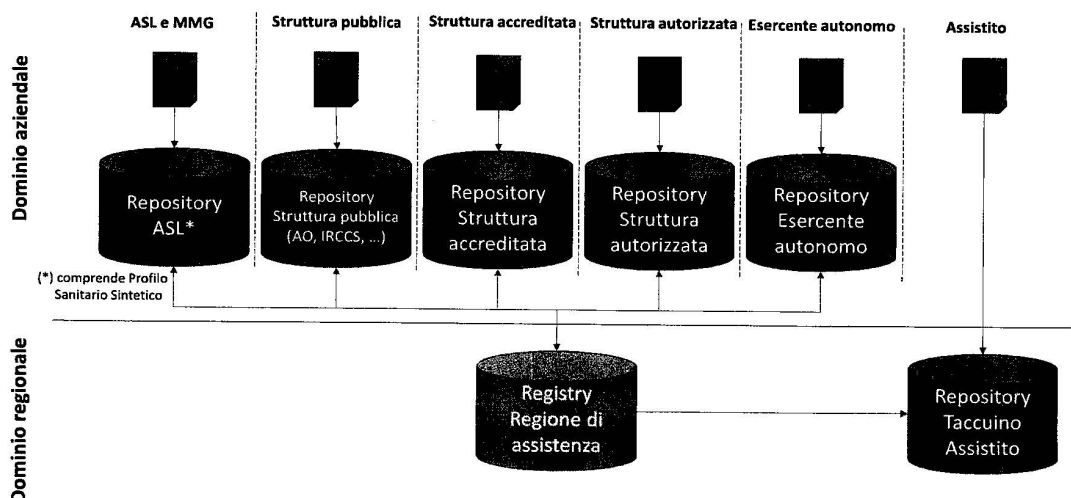 ASL e MMG
Struttura pubblica
Struttura accreditata
Struttura autorizzata
Esercente autonomo
Assistito
Dominio aziendale
Repository
ASL*
Repository
Struttura pubblica
(AO, IRCCS, ...)
Repository
Struttura
accreditata
Repository
Struttura
autorizzata
Repository
Esercente
autonomo
(*) comprende Profilo
Sanitario Sintetico
Dominio regionale
Registry
Regione di
assistenza
Repository
Taccuino
Assistito